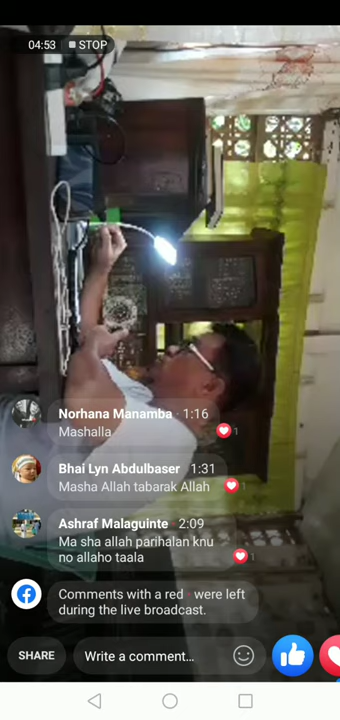 04:53 STOP
Norhana Manamba · 1:16
Mashalla
1
Bhai Lyn Abdulbaser 1:31
Masha Allah tabarak Allah
1
Ashraf Malaguinte 2:09
Ma sha allah parihalan knu
no allaho taala
1
Comments with a red · were left
during the live broadcast.
SHARE
Write a comment...